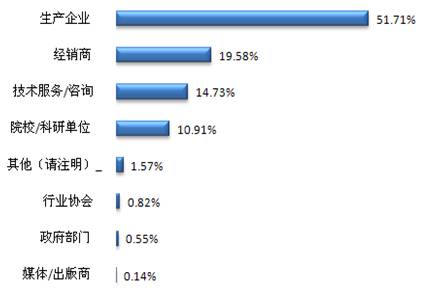 生产企业 51.71%
经销商 19.58%
技术服务/咨询 14.73%
院校/科研单位 10.91%
其他（请注明）_ 1.57%
行业协会 0.82%
政府部门 0.55%
媒体/出版商 0.14%